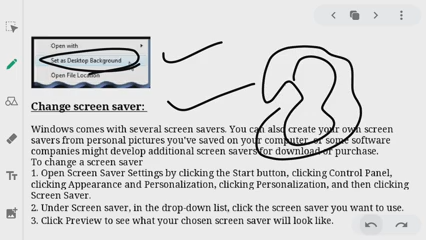 Open with
Set as Desktop Background
Open File Location
Change screen saver:
Windows comes with several screen savers. You can also create your own screen
savers from personal pictures you've saved on your computer, or some software
companies might develop additional screen savers for download or purchase.
To change a screen saver
1. Open Screen Saver Settings by clicking the Start button, clicking Control Panel,
clicking Appearance and Personalization, clicking Personalization, and then clicking
Screen Saver.
2. Under Screen saver, in the drop-down list, click the screen saver you want to use.
3. Click Preview to see what your chosen screen saver will look like.
Tт